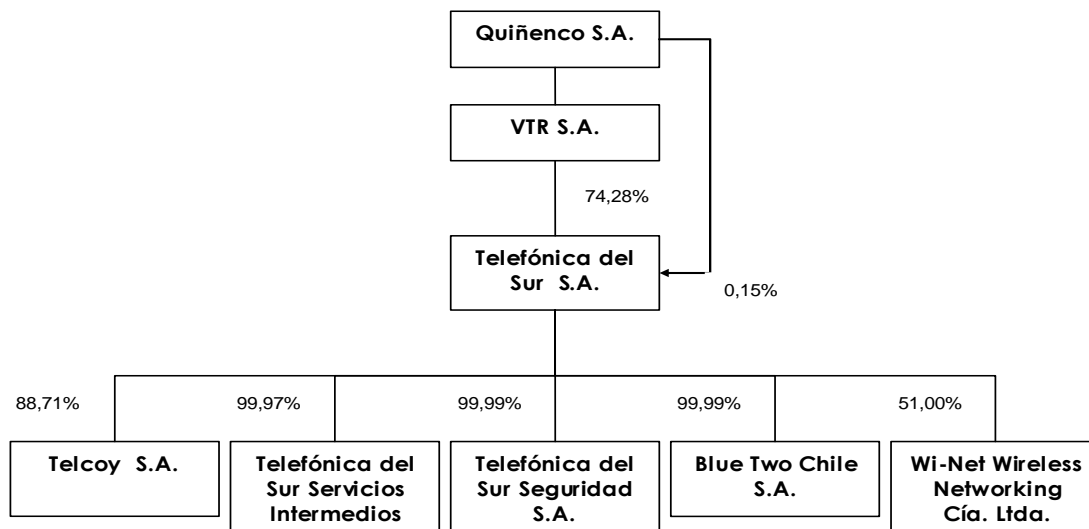 Quiñenco S.A.
VTR S.A.
74,28%
Telefónica del
Sur S.A.
0,15%
88,71%
99,97%
99,99%
99,99%
51,00%
Telcoy S.A.
Telefónica del
Sur Servicios
Intermedios
Telefónica del
Sur Seguridad
S.A.
Blue Two Chile
S.A.
Wi-Net Wireless
Networking
Cía. Ltda.